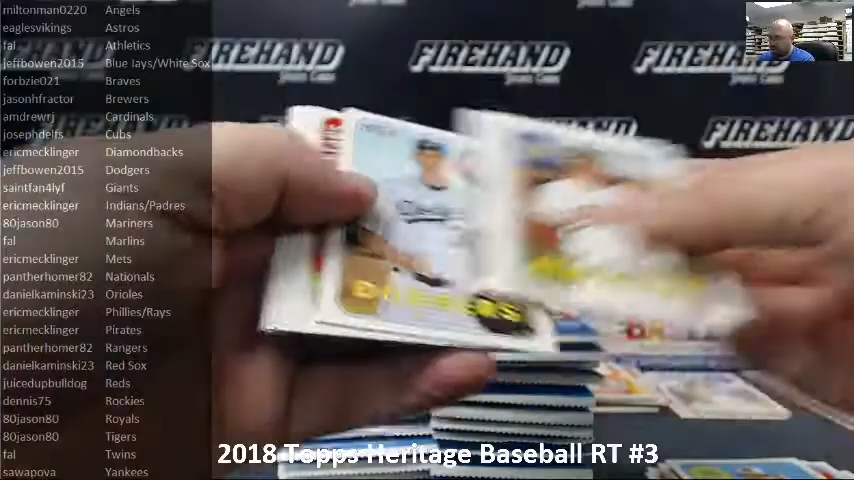 miltonman0220 Angels
eaglesvikings Astros
fal Athletics
jeffbowen2015 Blue Jays/White Sox
forbzie021 Braves
jasonhfractor Brewers
amdrewrj Cardinals
josephdelfs Cubs
ericmecklinger Diamondbacks
jeffbowen2015 Dodgers
saintfan4lyf Giants
ericmecklinger Indians/Padres
80jason80 Mariners
fal Marlins
ericmecklinger Mets
pantherhomer82 Nationals
danielkaminski23 Orioles
ericmecklinger Phillies/Rays
ericmecklinger Pirates
pantherhomer82 Rangers
danielkaminski23 Red Sox
juicedupbulldog Reds
dennis75 Rockies
80jason80 Royals
80jason80 Tigers
fal Twins
sawapova Yankees
FIREHAND
FIREHAND
FIREHAND
FIREHAND
2018 Topps Heritage Baseball RT #3